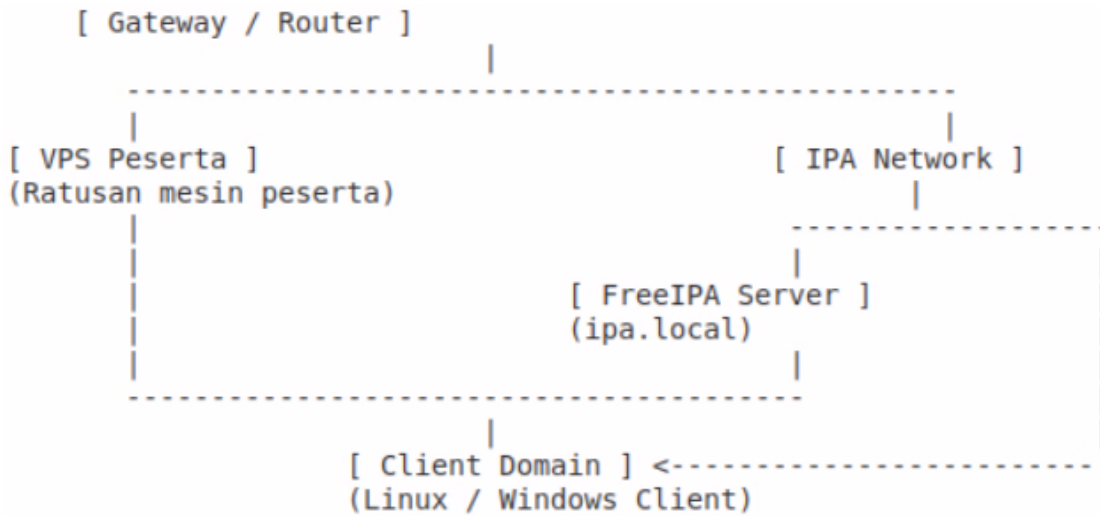 [ Gateway / Router ]
[ VPS Peserta ] [ IPA Network ]
(Ratusan mesin peserta)
[ FreeIPA Server ]
(ipa.local)
[ Client Domain ] <-------------------------
(Linux / Windows Client)